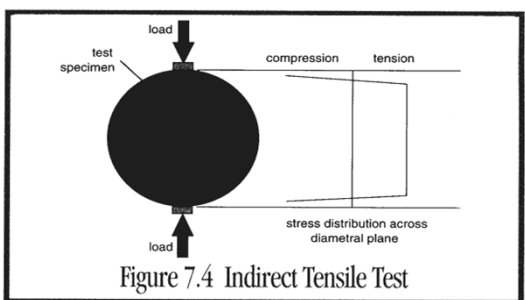 load
test
specimen
compression
tension
stress distribution across
diametral plane
load
Figure 7.4 Indirect Tensile Test